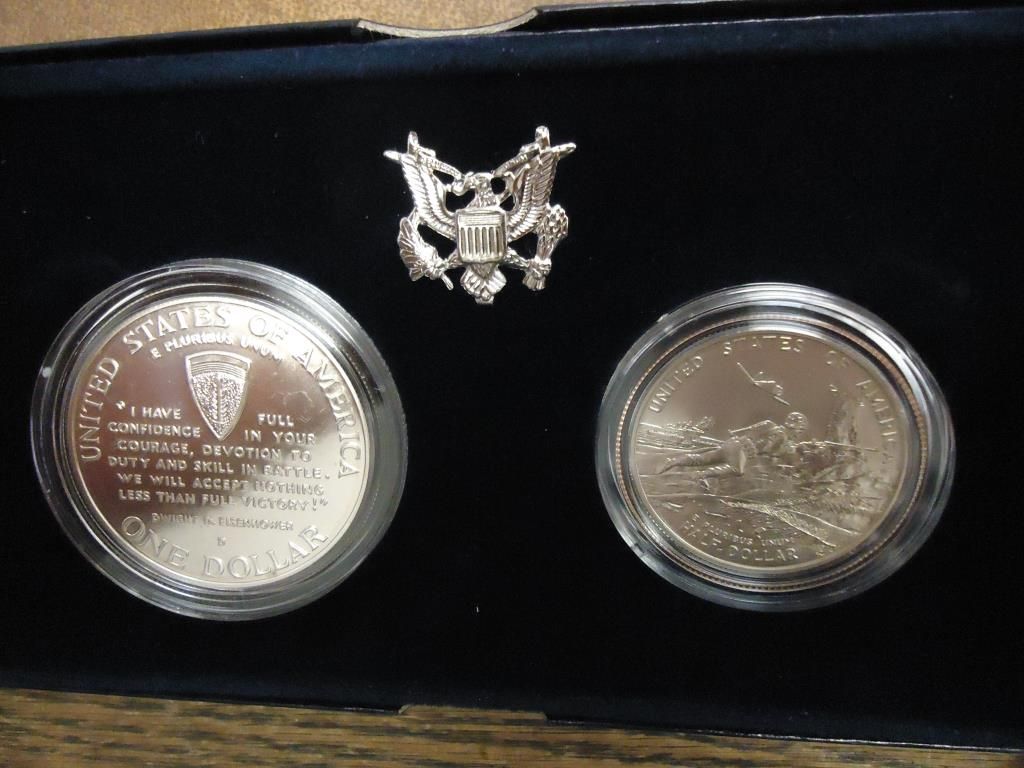 UNITED STATES OF AMERICA
E PLURIBUS UNUM
"I HAVE FULL
CONFIDENCE IN YOUR
COURAGE, DEVOTION TO
DUTY AND SKILL IN BATTLE.
WE WILL ACCEPT NOTHING
LESS THAN FULL VICTORY!"
DWIGHT D. EISENHOWER
D
ONE DOLLAR
UNITED STATES OF AMERICA
E PLURIBUS UNUM
HALF DOLLAR